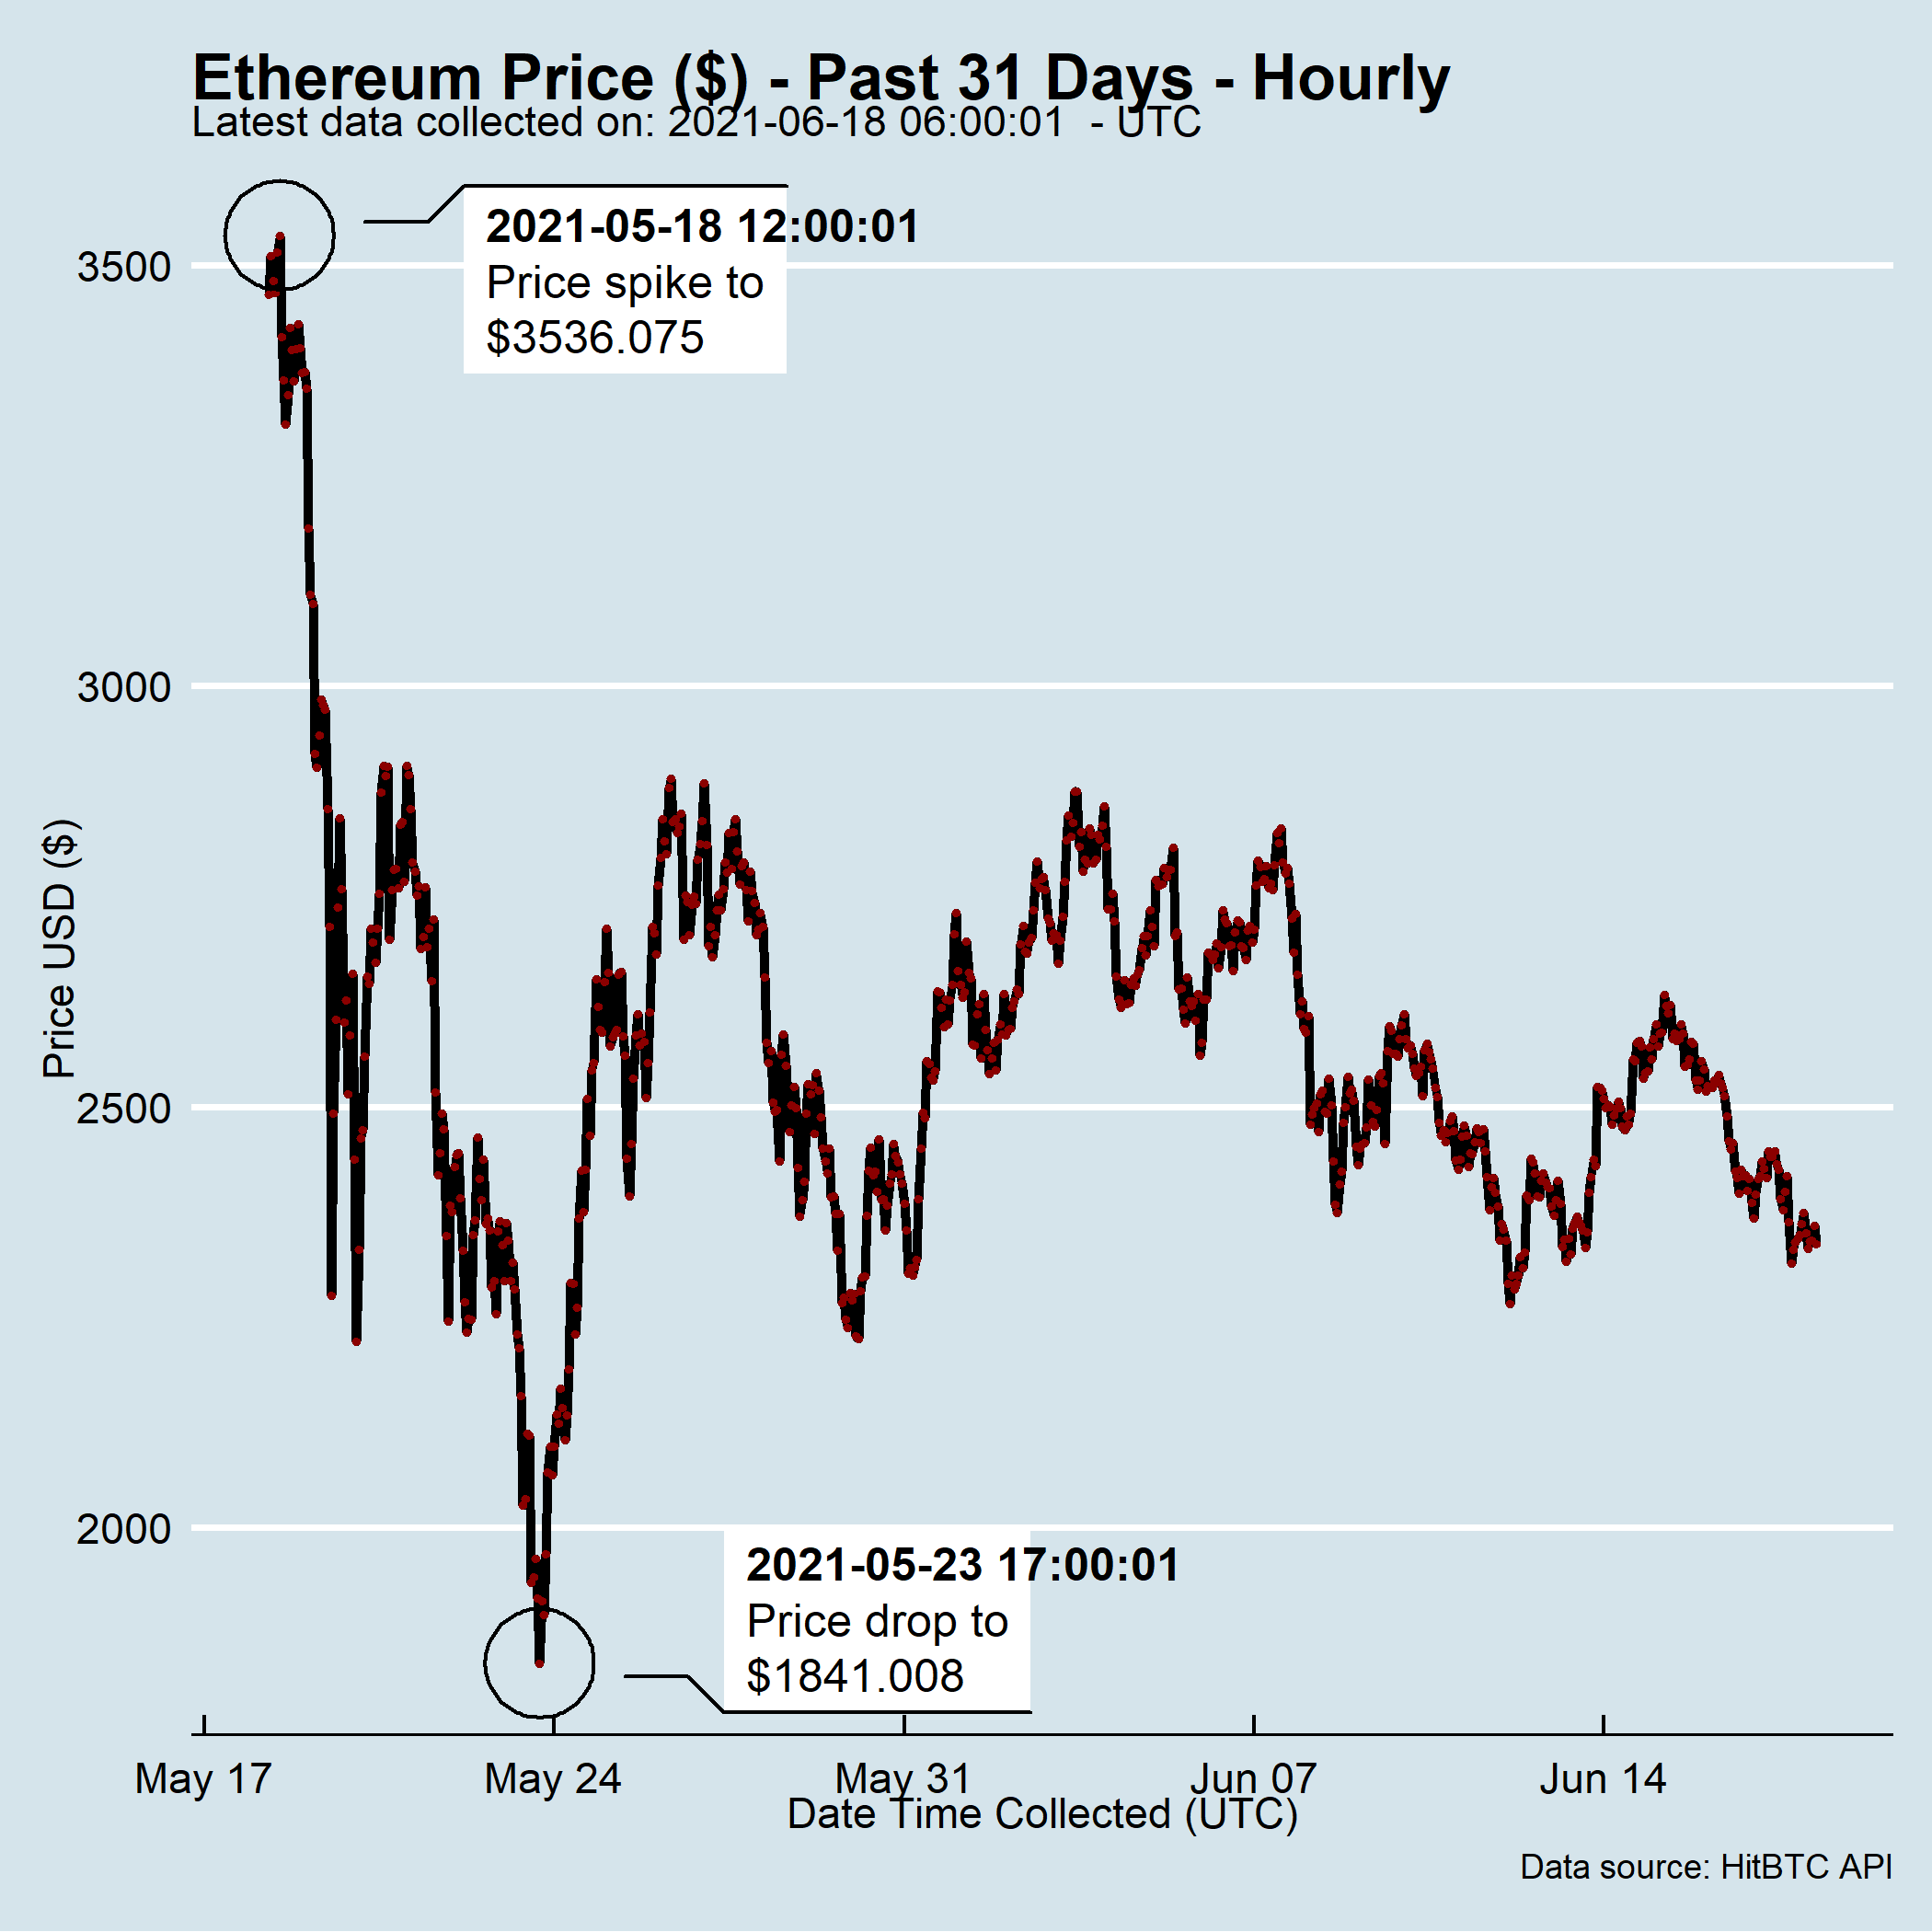 Ethereum Price ($) - Past 31 Days - Hourly
Latest data collected on: 2021-06-18 06:00:01  - UTC
2021-05-18 12:00:01
Price spike to
$3536.075
3500
3000
Price USD ($)
2500
2000
2021-05-23 17:00:01
Price drop to
$1841.008
May 17
May 24
May 31
Jun 07
Jun 14
Date Time Collected (UTC)
Data source: HitBTC API